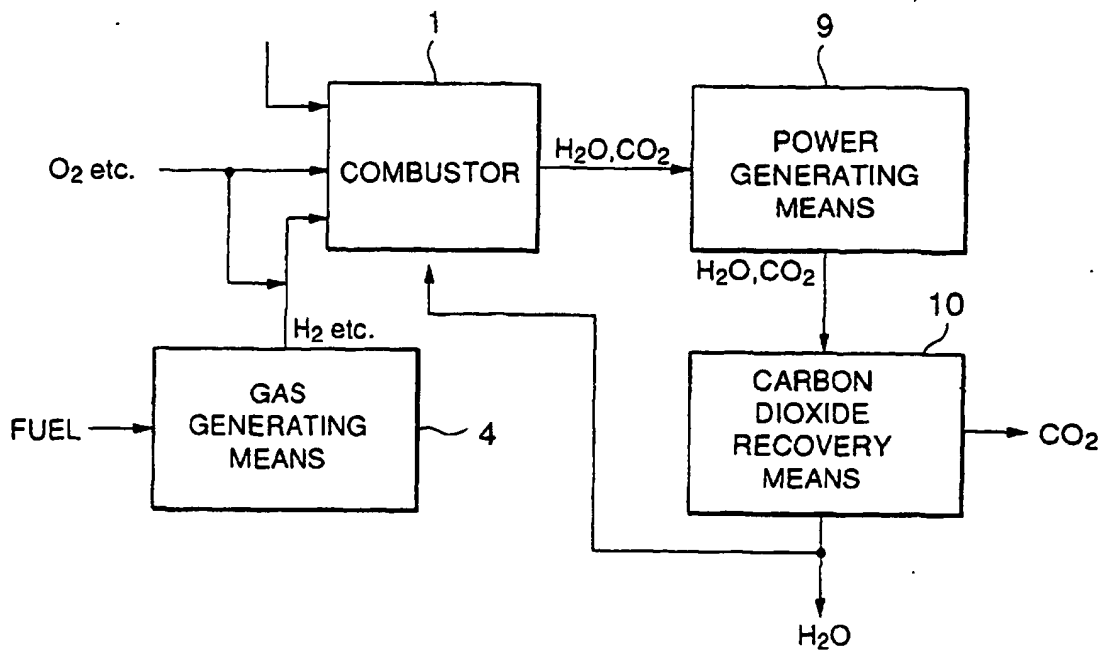 1
9
O₂ etc.
COMBUSTOR
H₂O,CO₂
POWER
GENERATING
MEANS
H₂O,CO₂
10
H₂ etc.
FUEL
GAS
GENERATING
MEANS
4
CARBON
DIOXIDE
RECOVERY
MEANS
CO₂
H₂O